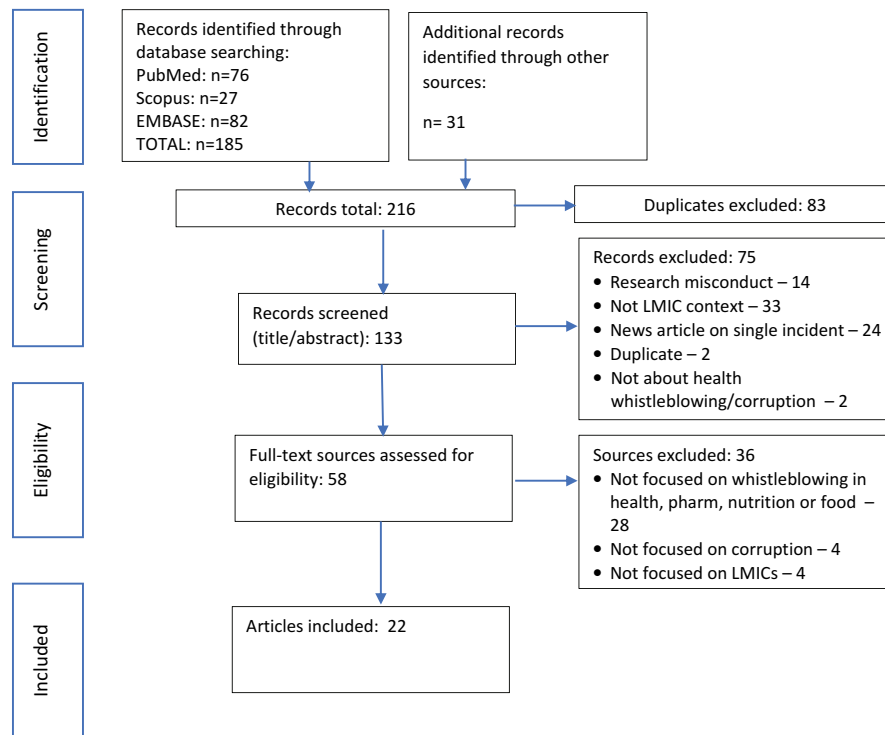 Identification
Records identified through
database searching:
PubMed: n=76
Scopus: n=27
EMBASE: n=82
TOTAL: n=185
Additional records
identified through other
sources:
n= 31
Screening
Records total: 216
Duplicates excluded: 83
Records screened
(title/abstract): 133
Records excluded: 75
• Research misconduct – 14
• Not LMIC context – 33
• News article on single incident – 24
• Duplicate – 2
• Not about health
whistleblowing/corruption – 2
Eligibility
Full-text sources assessed for
eligibility: 58
Sources excluded: 36
• Not focused on whistleblowing in
health, pharm, nutrition or food –
28
• Not focused on corruption – 4
• Not focused on LMICs – 4
Included
Articles included: 22